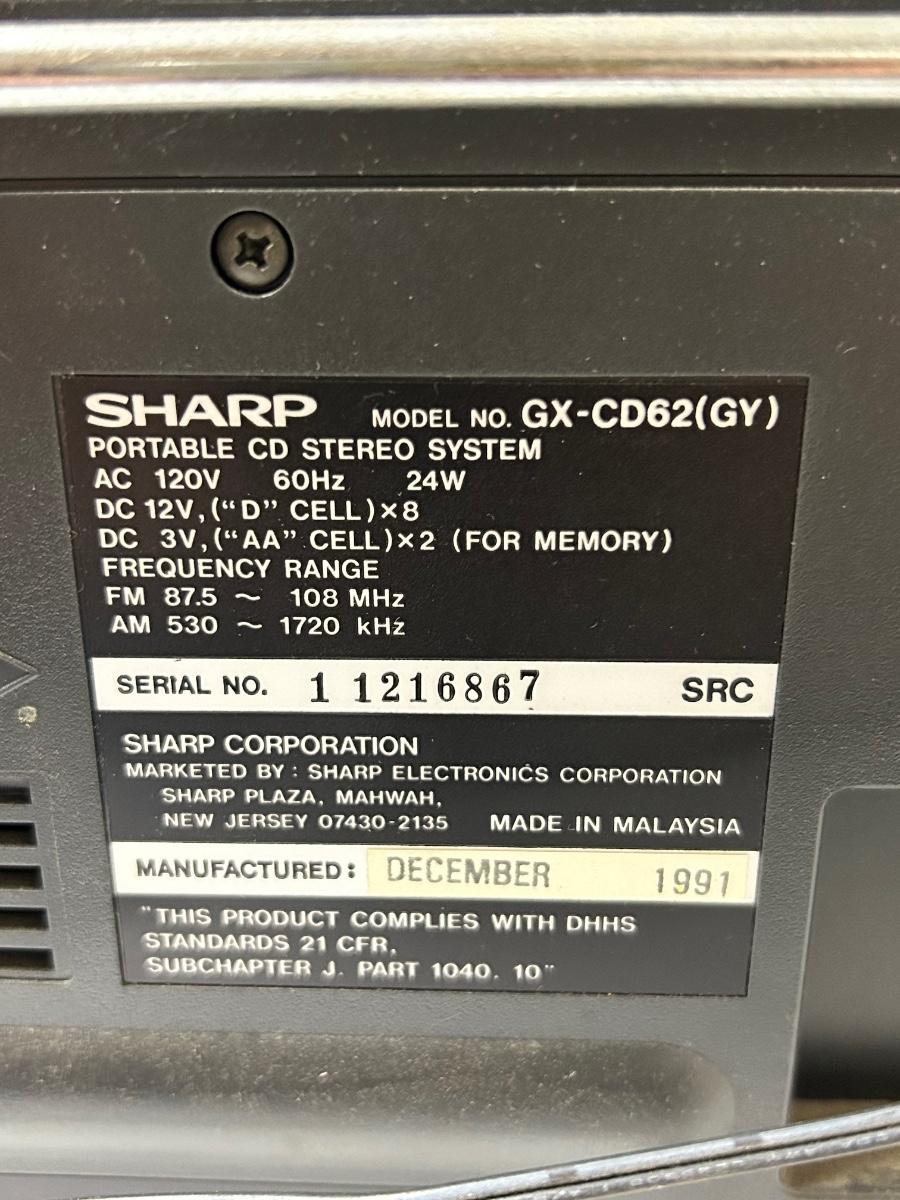 SHARP MODEL NO. GX-CD62(GY)
PORTABLE CD STEREO SYSTEM
AC 120V 60Hz 24W
DC 12V, ("D" CELL)×8
DC 3V, ("AA" CELL)×2 (FOR MEMORY)
FREQUENCY RANGE
FM 87.5 ~ 108 MHz
AM 530 ~ 1720 kHz
SERIAL NO. 1 1216867 SRC
SHARP CORPORATION
MARKETED BY : SHARP ELECTRONICS CORPORATION
SHARP PLAZA, MAHWAH,
NEW JERSEY 07430-2135 MADE IN MALAYSIA
MANUFACTURED: DECEMBER 1991
"THIS PRODUCT COMPLIES WITH DHHS
STANDARDS 21 CFR,
SUBCHAPTER J. PART 1040. 10"